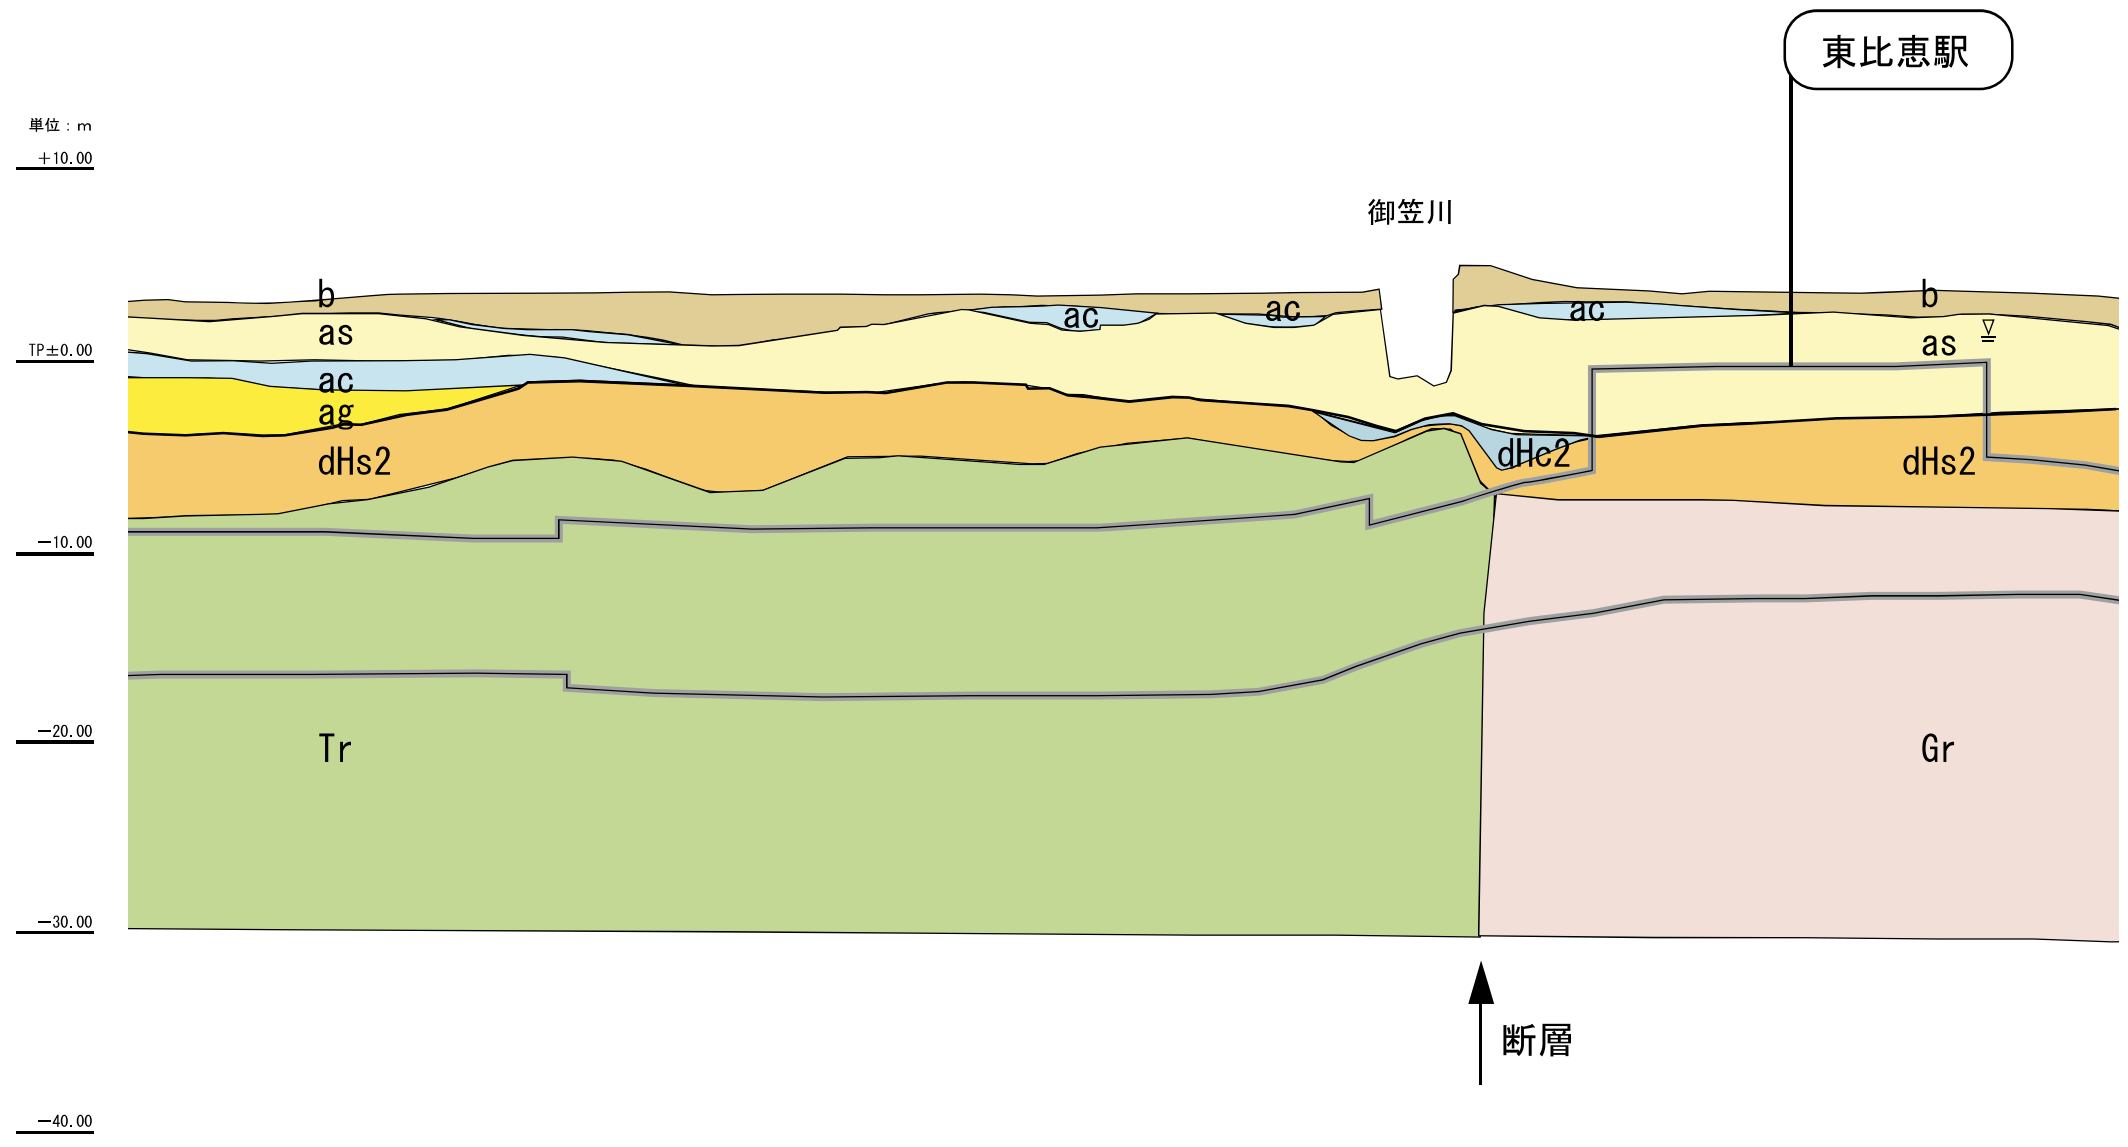 東比恵駅
単位：m
＋10.00
御笠川
b
ac
ac
ac
b
as
ac
as
TP±0.00
ac
ag
dHs2
dHc2
dHs2
－10.00
－20.00
Tr
Gr
－30.00
断層
－40.00